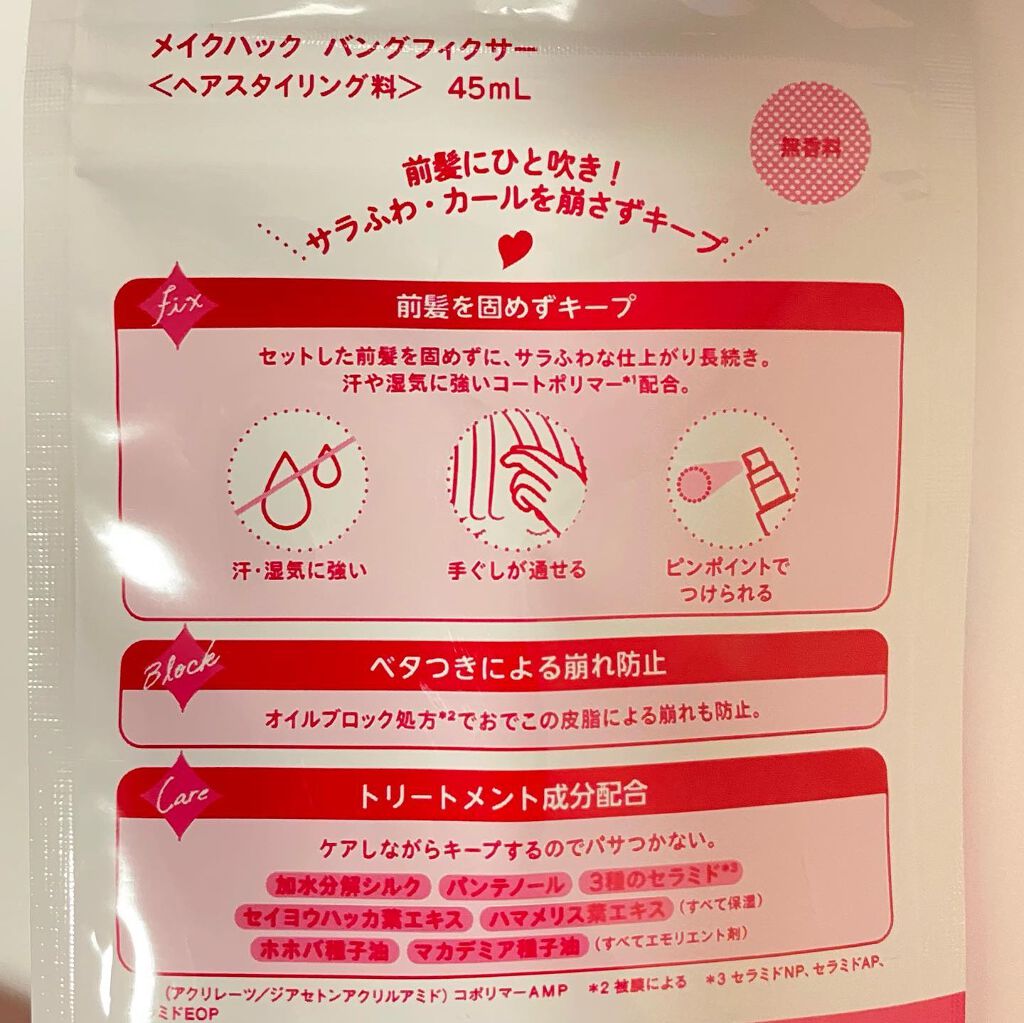 メイクハック バングフィクサー
<ヘアスタイリング料> 45mL
無香料
前髪にひと吹き!
サラふわ・カールを崩さずキープ
fix
前髪を固めずキープ
セットした前髪を固めずに、サラふわな仕上がり長続き。
汗や湿気に強いコートポリマー*1配合。
汗・湿気に強い
手ぐしが通せる
ピンポイントで
つけられる
Block
ベタつきによる崩れ防止
オイルブロック処方*2でおでこの皮脂による崩れも防止。
Care
トリートメント成分配合
ケアしながらキープするのでパサつかない。
加水分解シルク パンテノール 3種のセラミド*3
セイヨウハッカ葉エキス ハマメリス葉エキス (すべて保湿)
ホホバ種子油 マカデミア種子油 (すべてエモリエント剤)
(アクリレーツ/ジアセトンアクリルアミド)コポリマーAMP *2 被膜による *3 セラミドNP、セラミドAP、
ミドEOP